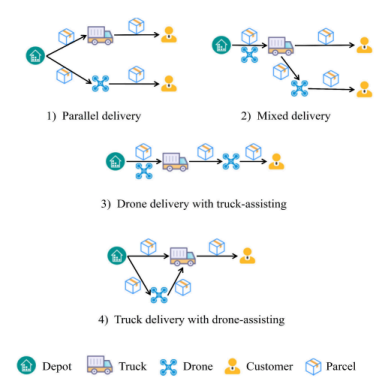 1) Parallel delivery
2) Mixed delivery
3) Drone delivery with truck-assisting
4) Truck delivery with drone-assisting
Depot Truck Drone Customer Parcel